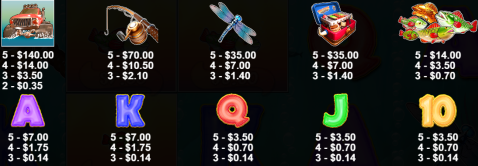 5 - $140.00
4 - $14.00
3 - $3.50
2 - $0.35
5 - $70.00
4 - $10.50
3 - $2.10
5 - $35.00
4 - $7.00
3 - $1.40
5 - $35.00
4 - $7.00
3 - $1.40
5 - $14.00
4 - $3.50
3 - $0.70
A
5 - $7.00
4 - $1.75
3 - $0.14
K
5 - $7.00
4 - $1.75
3 - $0.14
Q
5 - $3.50
4 - $0.70
3 - $0.14
J
5 - $3.50
4 - $0.70
3 - $0.14
10
5 - $3.50
4 - $0.70
3 - $0.14